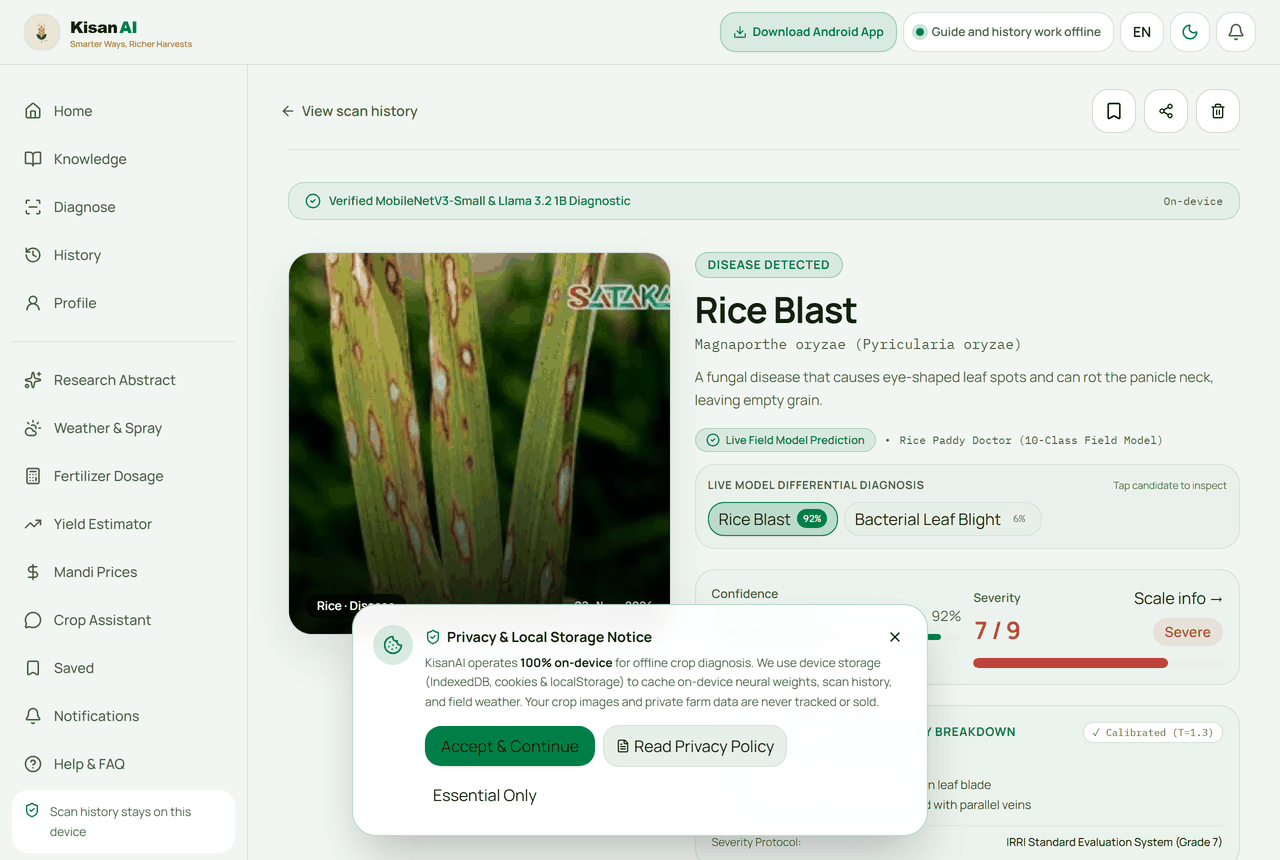 KisanAI
Smarter Ways, Richer Harvests
Download Android App
Guide and history work offline
EN
Home
Knowledge
Diagnose
History
Profile
Research Abstract
Weather & Spray
Fertilizer Dosage
Yield Estimator
Mandi Prices
Crop Assistant
Saved
Notifications
Help & FAQ
Scan history stays on this
device
← View scan history
Verified MobileNetV3-Small & Llama 3.2 1B Diagnostic
On-device
SATAKA
Rice ·
DISEASE DETECTED
Rice Blast
Magnaporthe oryzae (Pyricularia oryzae)
A fungal disease that causes eye-shaped leaf spots and can rot the panicle neck,
leaving empty grain.
Live Field Model Prediction • Rice Paddy Doctor (10-Class Field Model)
LIVE MODEL DIFFERENTIAL DIAGNOSIS
Tap candidate to inspect
Rice Blast 92%
Bacterial Leaf Blight 6%
Confidence
92%
Severity
Scale info →
7 / 9
Severe
Privacy & Local Storage Notice
KisanAI operates 100% on-device for offline crop diagnosis. We use device storage
(IndexedDB, cookies & localStorage) to cache on-device neural weights, scan history,
and field weather. Your crop images and private farm data are never tracked or sold.
Accept & Continue
Read Privacy Policy
Essential Only
BREAKDOWN
✓ Calibrated (T=1.3)
leaf blade
with parallel veins
Severity Protocol:
IRRI Standard Evaluation System (Grade 7)